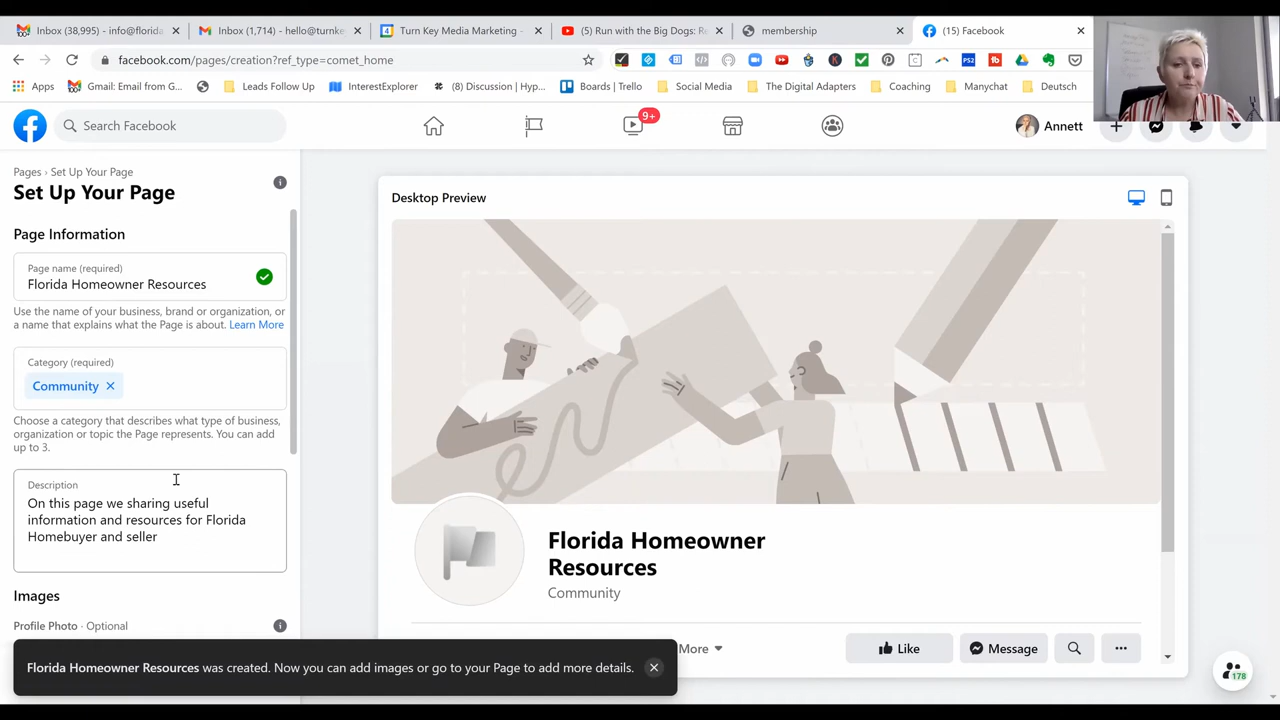 Inbox (38,995) - info@florida
Inbox (1,714) - hello@turnke
Turn Key Media Marketing -
(5) Run with the Big Dogs: Re
membership
(15) Facebook
facebook.com/pages/creation?ref_type=comet_home
Apps
Gmail: Email from G...
Leads Follow Up
InterestExplorer
(8) Discussion | Hyp...
Boards | Trello
Social Media
The Digital Adapters
Coaching
Manychat
Deutsch
Search Facebook
9+
Annett
Pages › Set Up Your Page
Set Up Your Page
Page Information
Page name (required)
Florida Homeowner Resources
Use the name of your business, brand or organization, or
a name that explains what the Page is about. Learn More
Category (required)
Community
Choose a category that describes what type of business,
organization or topic the Page represents. You can add
up to 3.
Description
On this page we sharing useful
information and resources for Florida
Homebuyer and seller
Images
Profile Photo · Optional
Florida Homeowner Resources was created. Now you can add images or go to your Page to add more details.
Desktop Preview
Florida Homeowner
Resources
Community
More
Like
Message
178